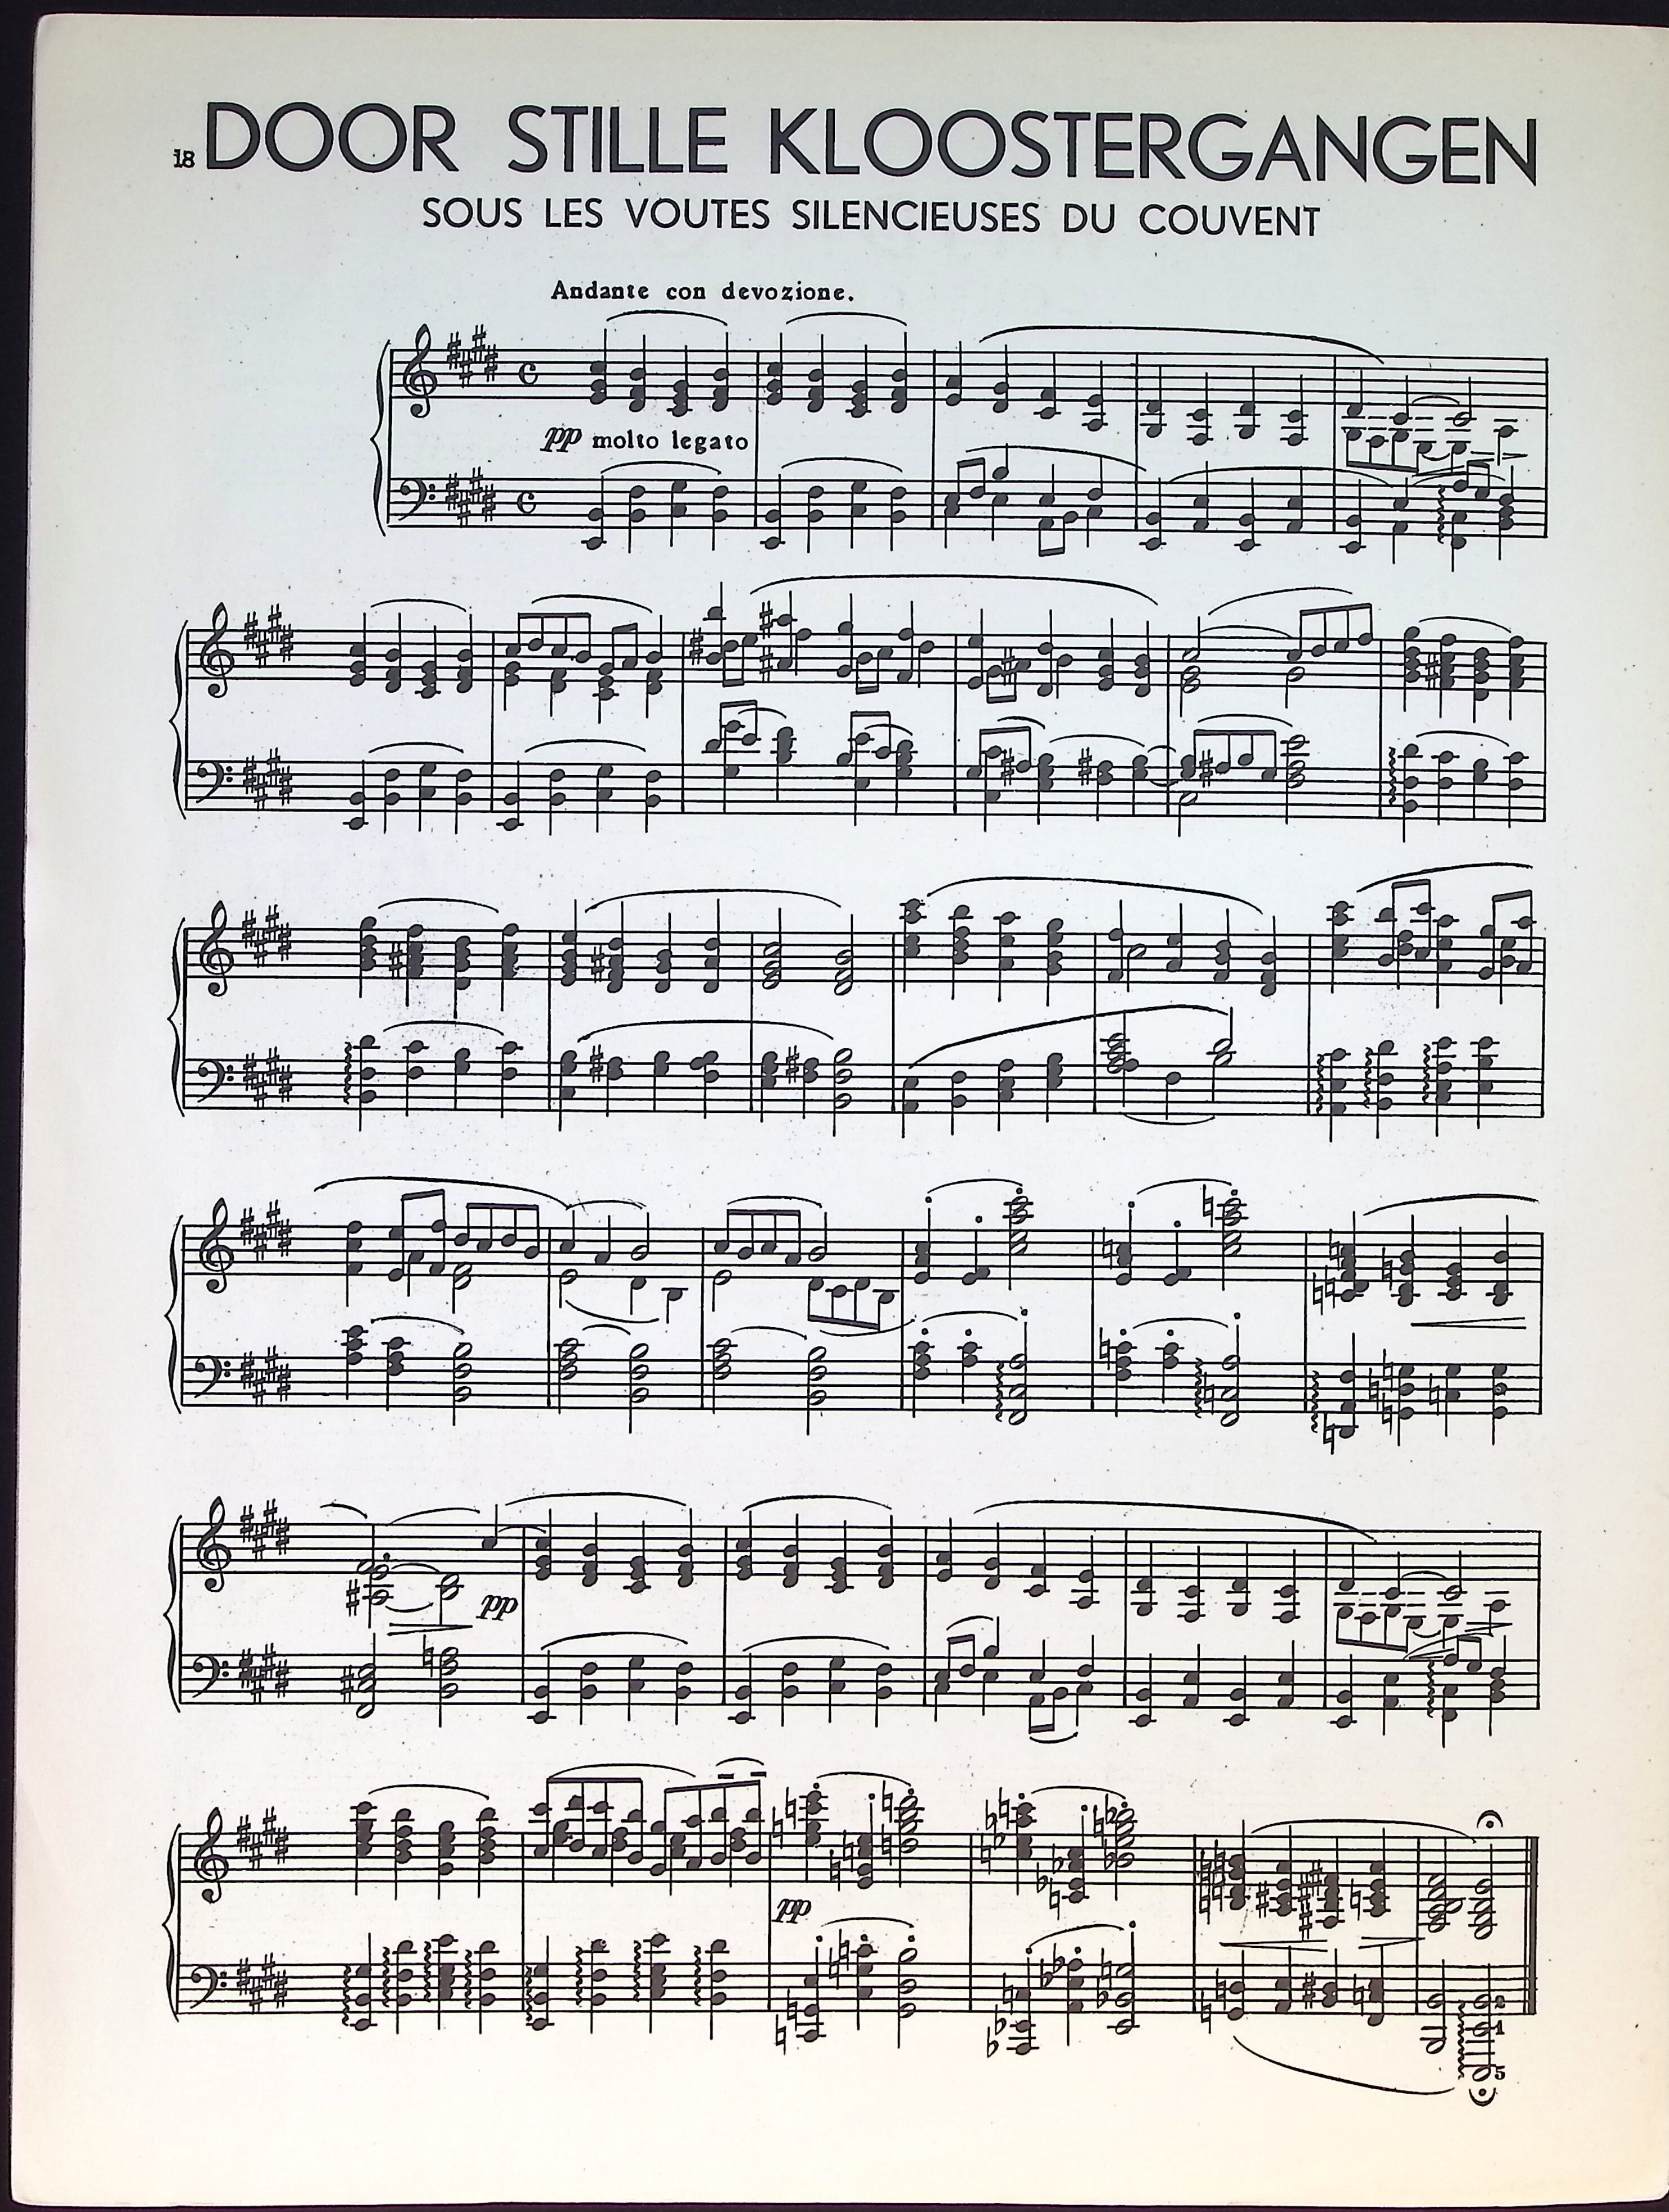 18 DOOR STILLE KLOOSTERGANGEN
SOUS LES VOUTES SILENCIEUSES DU COUVENT
Andante con devozione.
pp molto legato
pp
pp
2
1
5